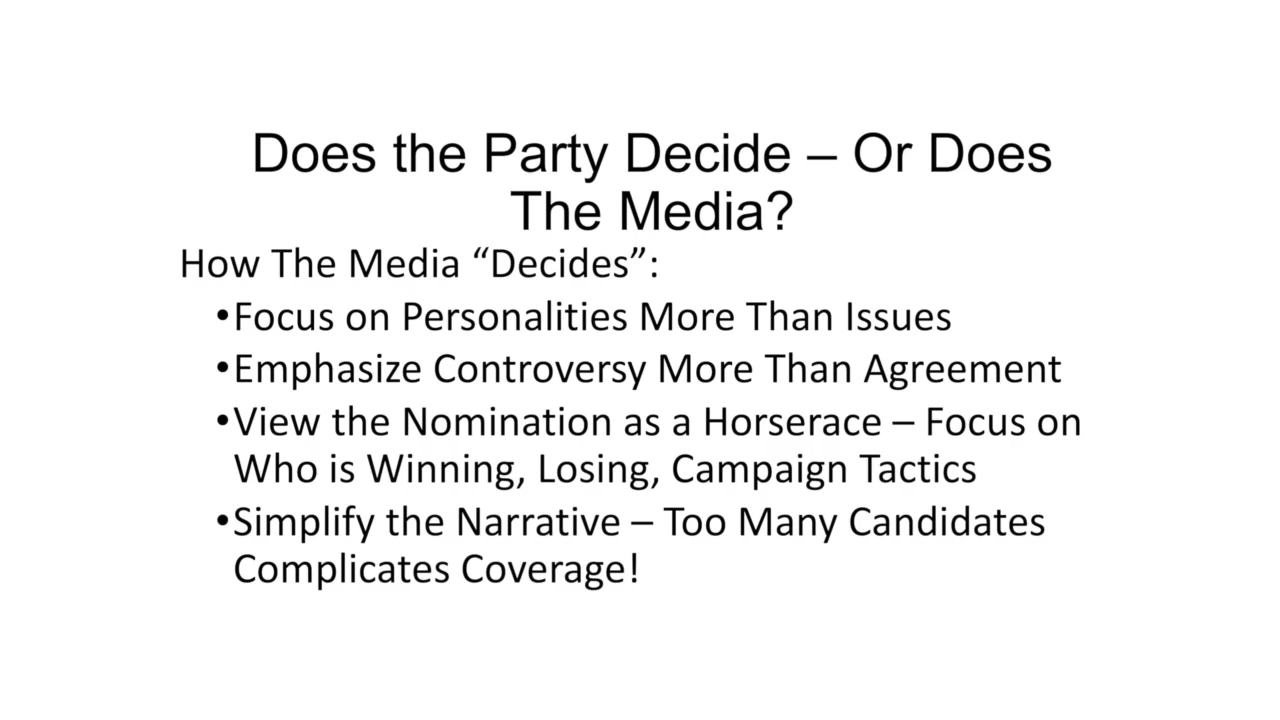 Does the Party Decide – Or Does
The Media?
How The Media “Decides”:
•Focus on Personalities More Than Issues
•Emphasize Controversy More Than Agreement
•View the Nomination as a Horserace – Focus on
Who is Winning, Losing, Campaign Tactics
•Simplify the Narrative – Too Many Candidates
Complicates Coverage!